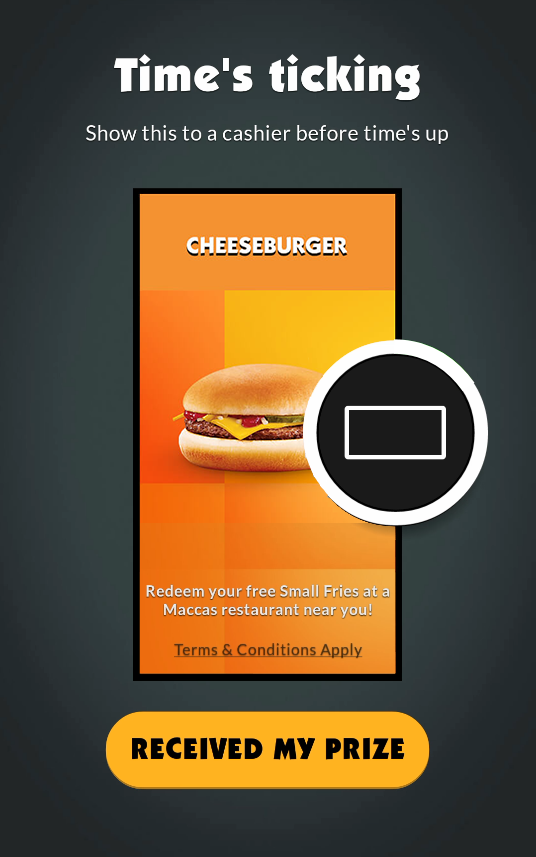 Time's ticking
Show this to a cashier before time's up
CHEESEBURGER
Redeem your free Small Fries at a
Maccas restaurant near you!
Terms & Conditions Apply
RECEIVED MY PRIZE